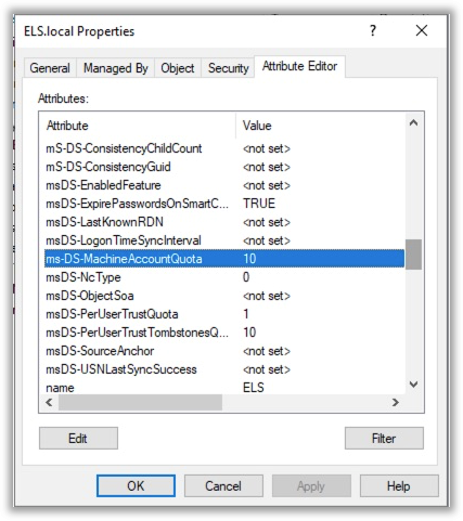 ELS.local Properties
? X
General Managed By Object Security Attribute Editor
Attributes:
Attribute Value
mS-DS-ConsistencyChildCount <not set>
mS-DS-ConsistencyGuid <not set>
msDS-EnabledFeature <not set>
msDS-ExpirePasswordsOnSmartC... TRUE
msDS-LastKnownRDN <not set>
msDS-LogonTimeSyncInterval <not set>
ms-DS-MachineAccountQuota 10
msDS-NcType 0
msDS-ObjectSoa <not set>
msDS-PerUserTrustQuota 1
msDS-PerUserTrustTombstonesQ... 10
msDS-SourceAnchor <not set>
msDS-USNLastSyncSuccess <not set>
name ELS
Edit Filter
OK Cancel Apply Help